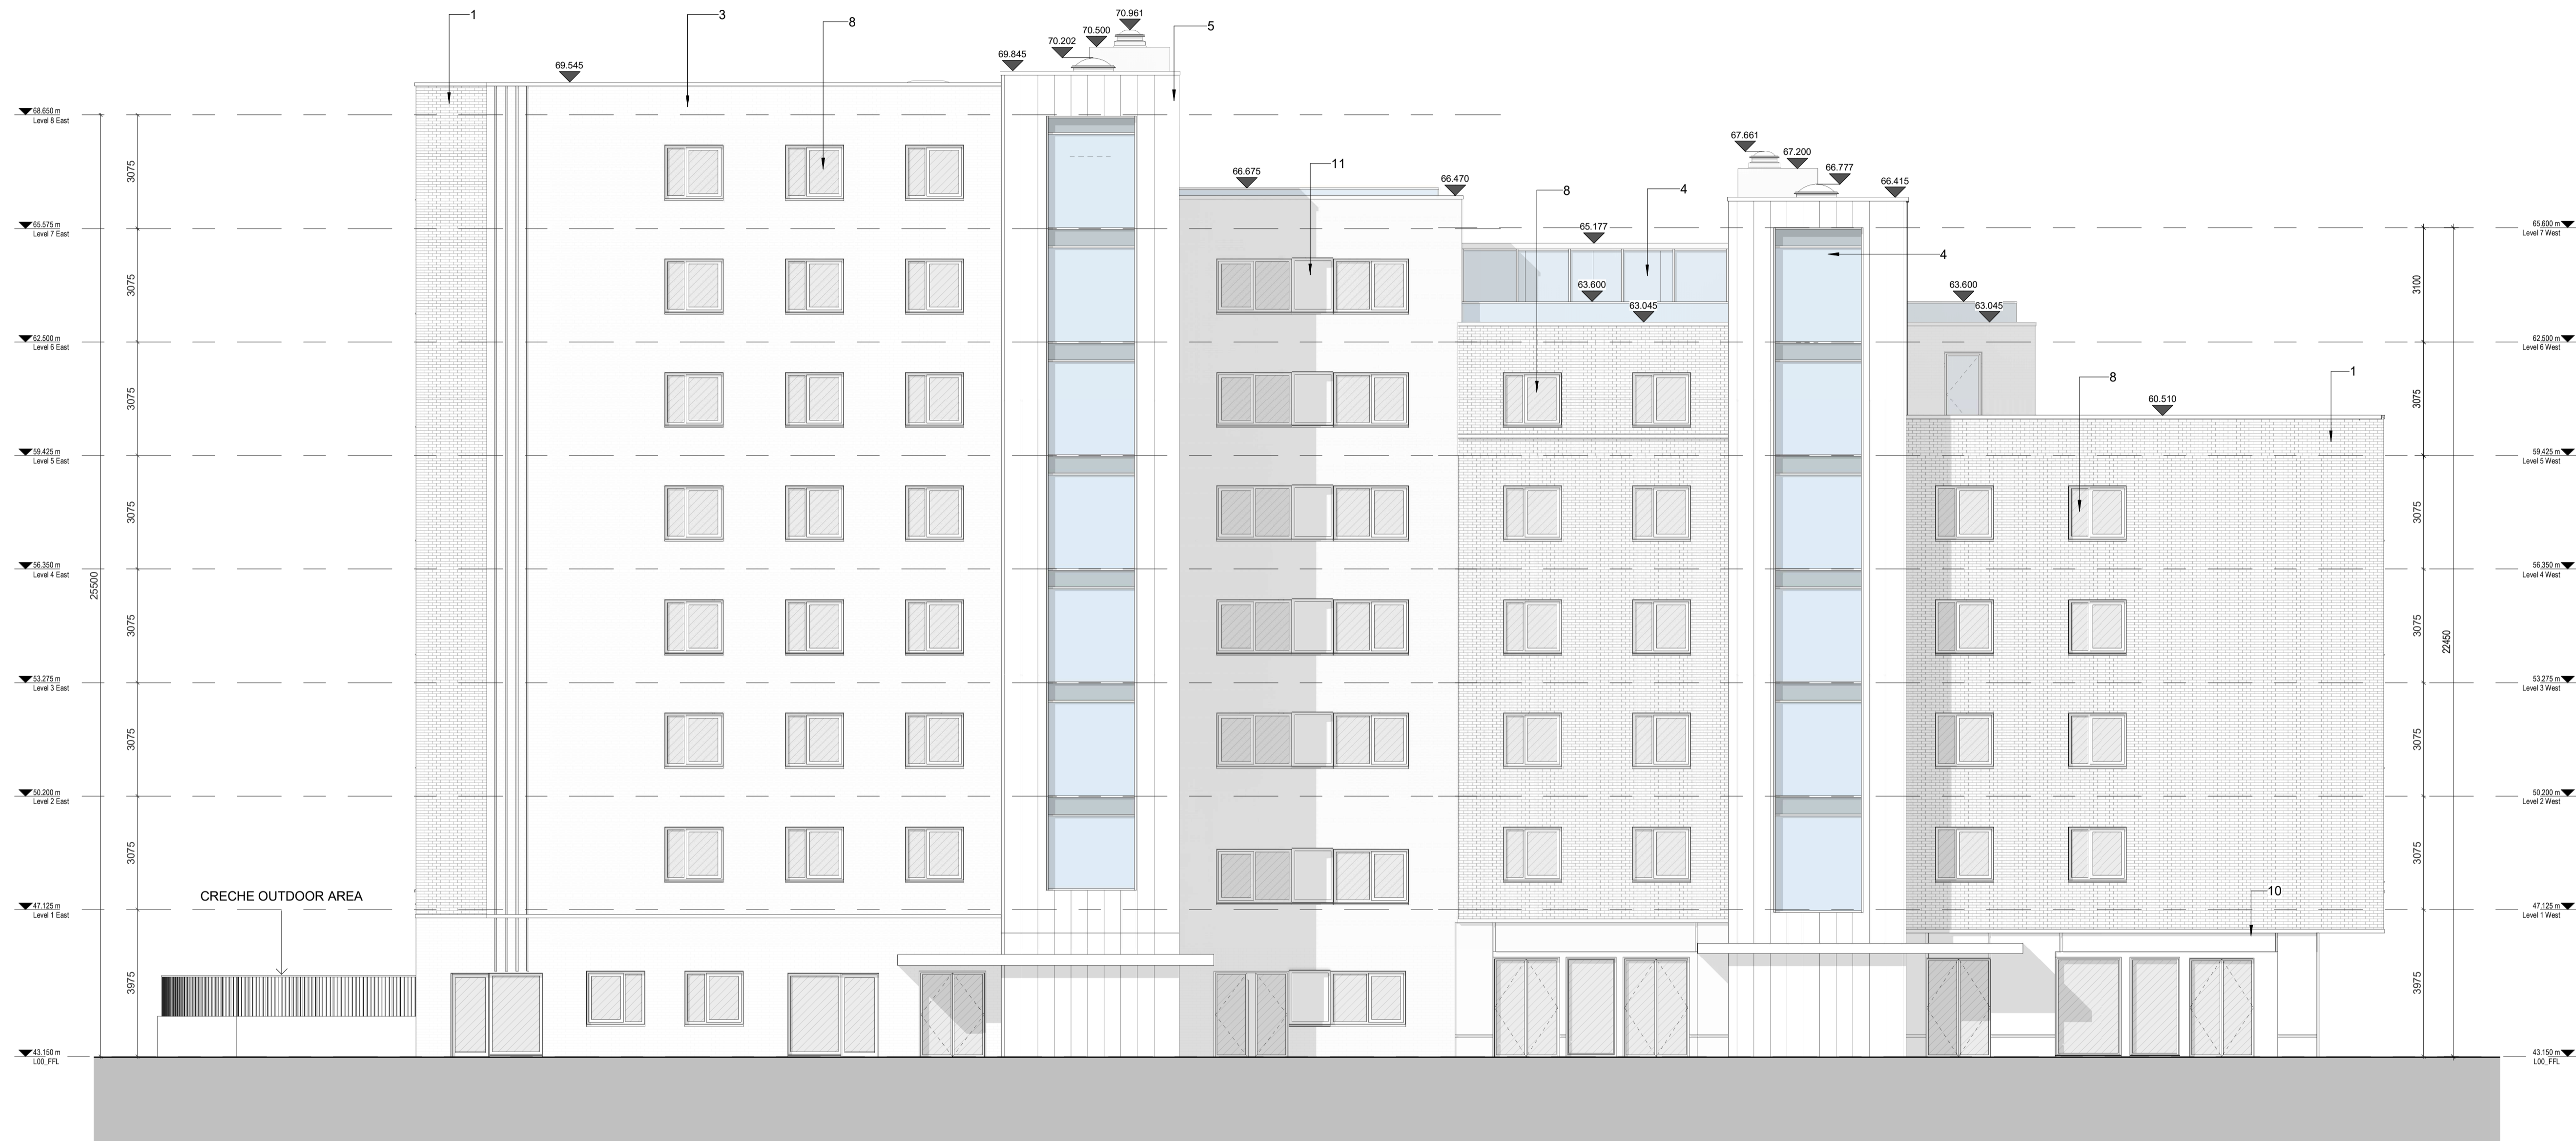 1
3
8
70.961
70.500
5
70.202
69.845
69.545
68.650 m
Level 8 East
67.661
67.200
66.777
11
66.675
66.470
8
4
66.415
3075
65.575 m
Level 7 East
65.177
65.600 m
Level 7 West
4
3075
63.600
63.045
63.600
63.045
3100
62.500 m
Level 6 East
62.500 m
Level 6 West
8
1
3075
60.510
3075
59.425 m
Level 5 East
59.425 m
Level 5 West
3075
3075
56.350 m
Level 4 East
56.350 m
Level 4 West
25500
3075
3075
22450
53.275 m
Level 3 East
53.275 m
Level 3 West
3075
3075
50.200 m
Level 2 East
50.200 m
Level 2 West
3075
3075
CRECHE OUTDOOR AREA
10
47.125 m
Level 1 East
47.125 m
Level 1 West
3975
3975
43.150 m
L00_FFL
43.150 m
L00_FFL